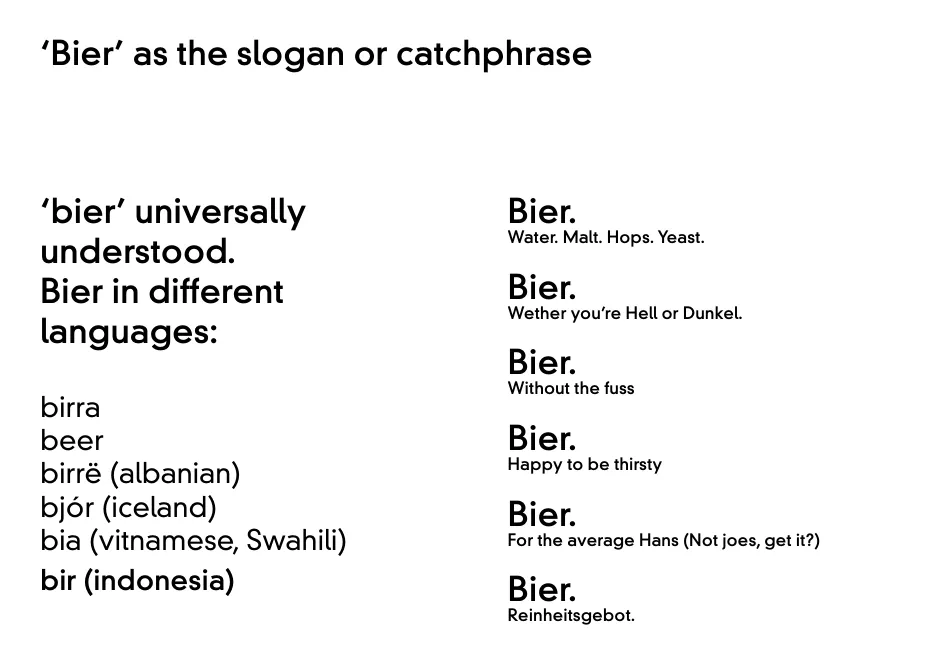 ‘Bier’ as the slogan or catchphrase
‘bier’ universally
understood.
Bier in different
languages:
birra
beer
birrë (albanian)
bjór (iceland)
bia (vitnamese, Swahili)
bir (indonesia)
Bier.
Water. Malt. Hops. Yeast.
Bier.
Wether you’re Hell or Dunkel.
Bier.
Without the fuss
Bier.
Happy to be thirsty
Bier.
For the average Hans (Not joes, get it?)
Bier.
Reinheitsgebot.